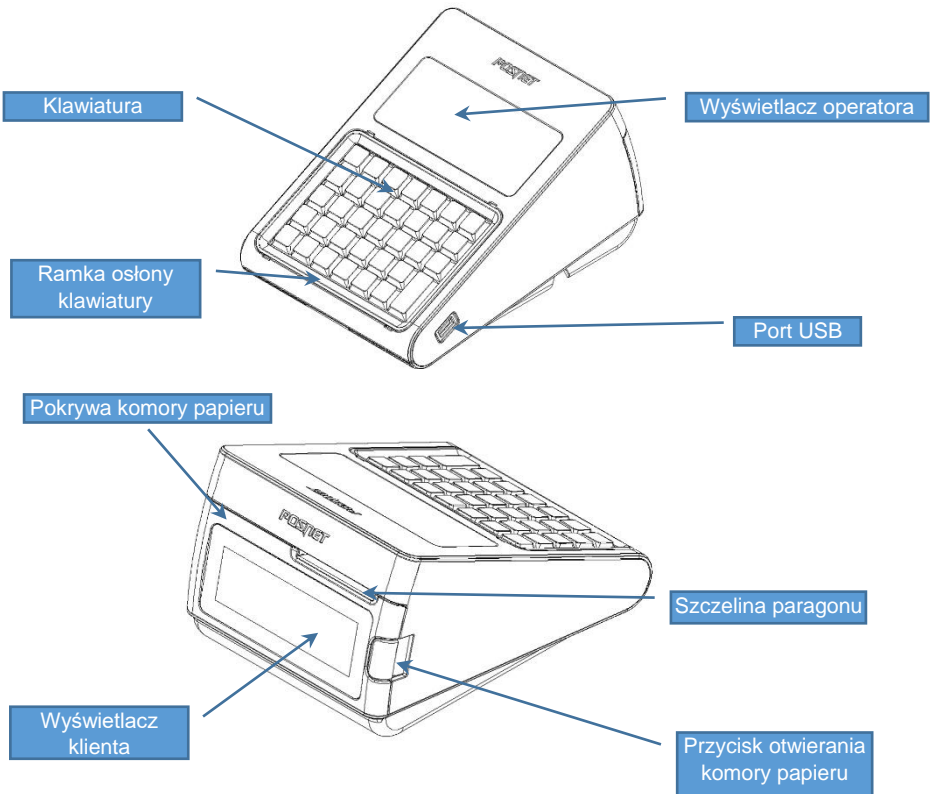 POSNET
Klawiatura
Wyświetlacz operatora
Ramka osłony
klawiatury
Port USB
Pokrywa komory papieru
POSNET
Szczelina paragonu
Wyświetlacz
klienta
Przycisk otwierania
komory papieru